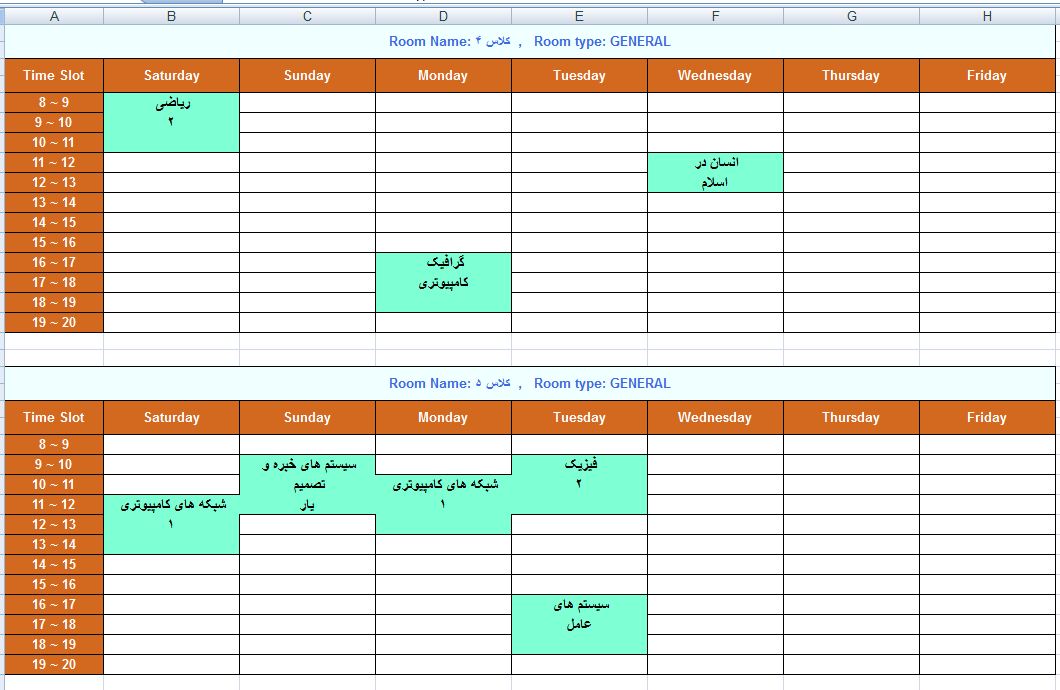 A B C D E F G H
Room Name: کلاس ۴ , Room type: GENERAL
Time Slot Saturday Sunday Monday Tuesday Wednesday Thursday Friday
8 ~ 9 ریاضی
9 ~ 10 ۲
10 ~ 11
11 ~ 12 انسان در
12 ~ 13 اسلام
13 ~ 14
14 ~ 15
15 ~ 16
16 ~ 17 گرافیک
17 ~ 18 کامپیوتری
18 ~ 19
19 ~ 20
Room Name: کلاس ۵ , Room type: GENERAL
Time Slot Saturday Sunday Monday Tuesday Wednesday Thursday Friday
8 ~ 9
9 ~ 10 سیستم های خبره و فیزیک
10 ~ 11 تصمیم شبکه های کامپیوتری ۲
11 ~ 12 شبکه های کامپیوتری یار ۱
12 ~ 13 ۱
13 ~ 14
14 ~ 15
15 ~ 16
16 ~ 17 سیستم های
17 ~ 18 عامل
18 ~ 19
19 ~ 20